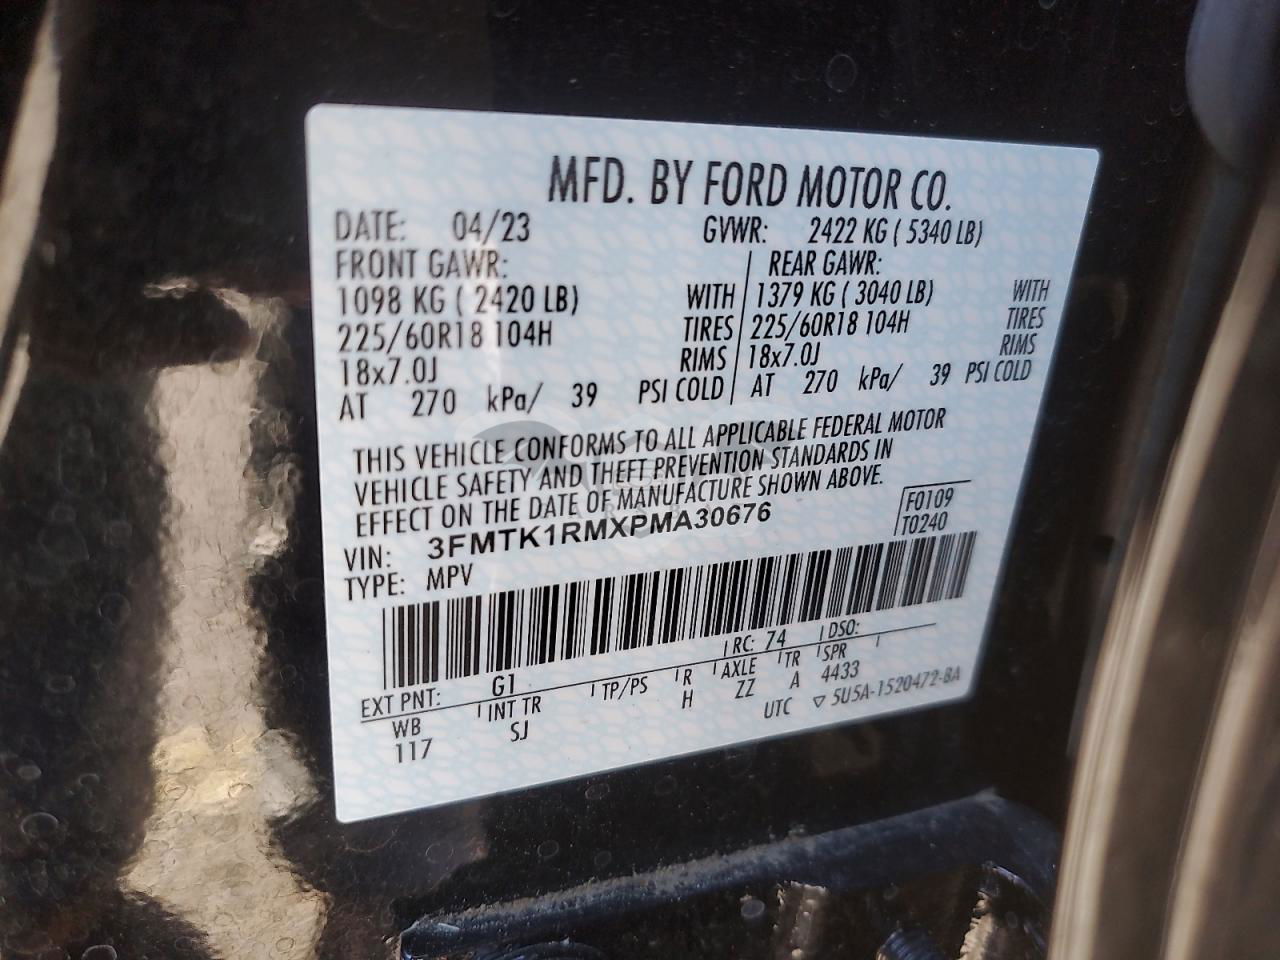 MFD. BY FORD MOTOR CO.
DATE: 04/23 GVWR: 2422 KG ( 5340 LB)
FRONT GAWR: REAR GAWR:
1098 KG ( 2420 LB) WITH 1379 KG ( 3040 LB) WITH
225/60R18 104H TIRES 225/60R18 104H TIRES
18x7.0J RIMS 18x7.0J RIMS
AT 270 kPa/ 39 PSI COLD AT 270 kPa/ 39 PSI COLD
THIS VEHICLE CONFORMS TO ALL APPLICABLE FEDERAL MOTOR
VEHICLE SAFETY AND THEFT PREVENTION STANDARDS IN
EFFECT ON THE DATE OF MANUFACTURE SHOWN ABOVE.
VIN: 3FMTK1RMXPMA30676 F0109
TYPE: MPV T0240
EXT PNT: G1 RC: 74 DSO:
WB INT TR TP/PS R AXLE TR SPR
117 SJ H ZZ A 4433
UTC ▽ 5U5A-1520472-BA